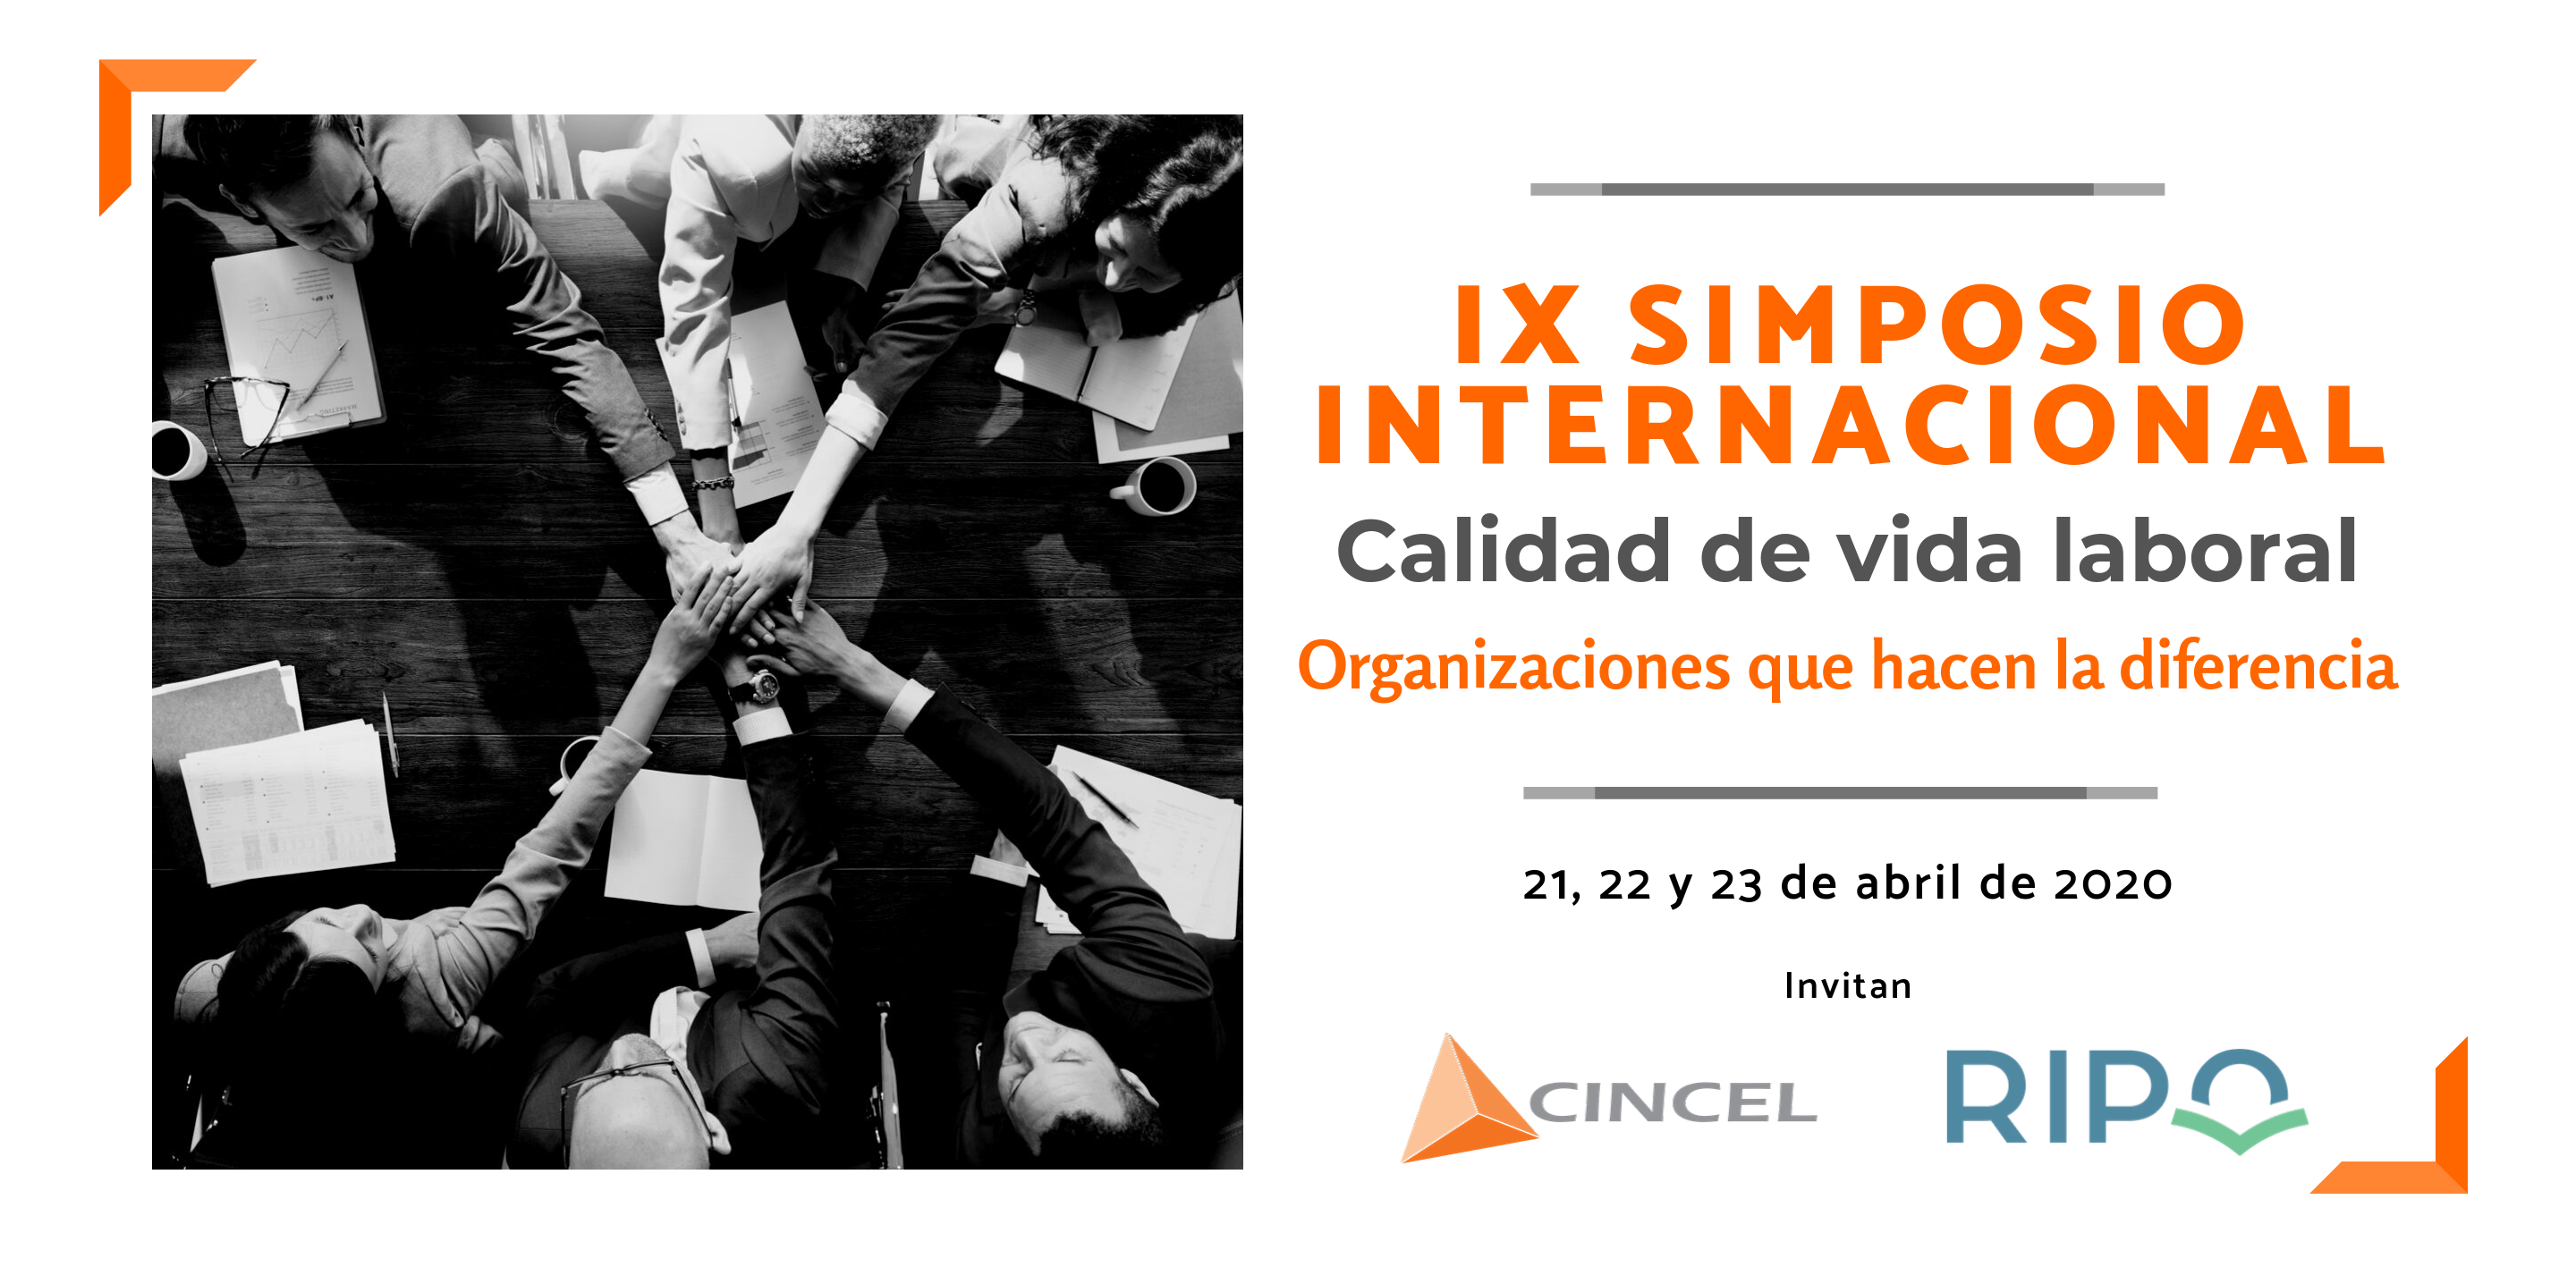 IX SIMPOSIO
INTERNACIONAL
Calidad de vida laboral
Organizaciones que hacen la diferencia
21, 22 y 23 de abril de 2020
Invitan
CINCEL
RIPO
MARKETING